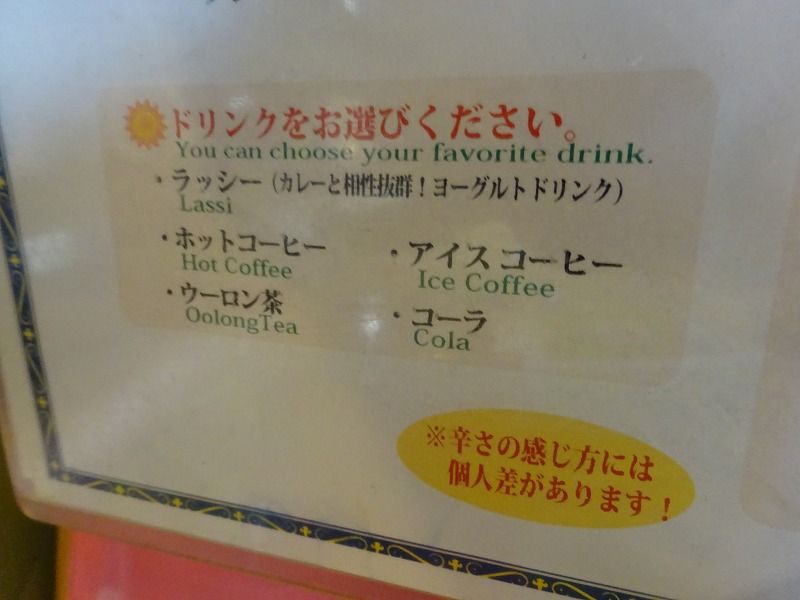 ドリンクをお選びください。
You can choose your favorite drink.
・ラッシー（カレーと相性抜群！ヨーグルトドリンク）
Lassi
・ホットコーヒー
Hot Coffee
・アイス コーヒー
Ice Coffee
・ウーロン茶
OolongTea
・コーラ
Cola
※辛さの感じ方には
個人差があります！